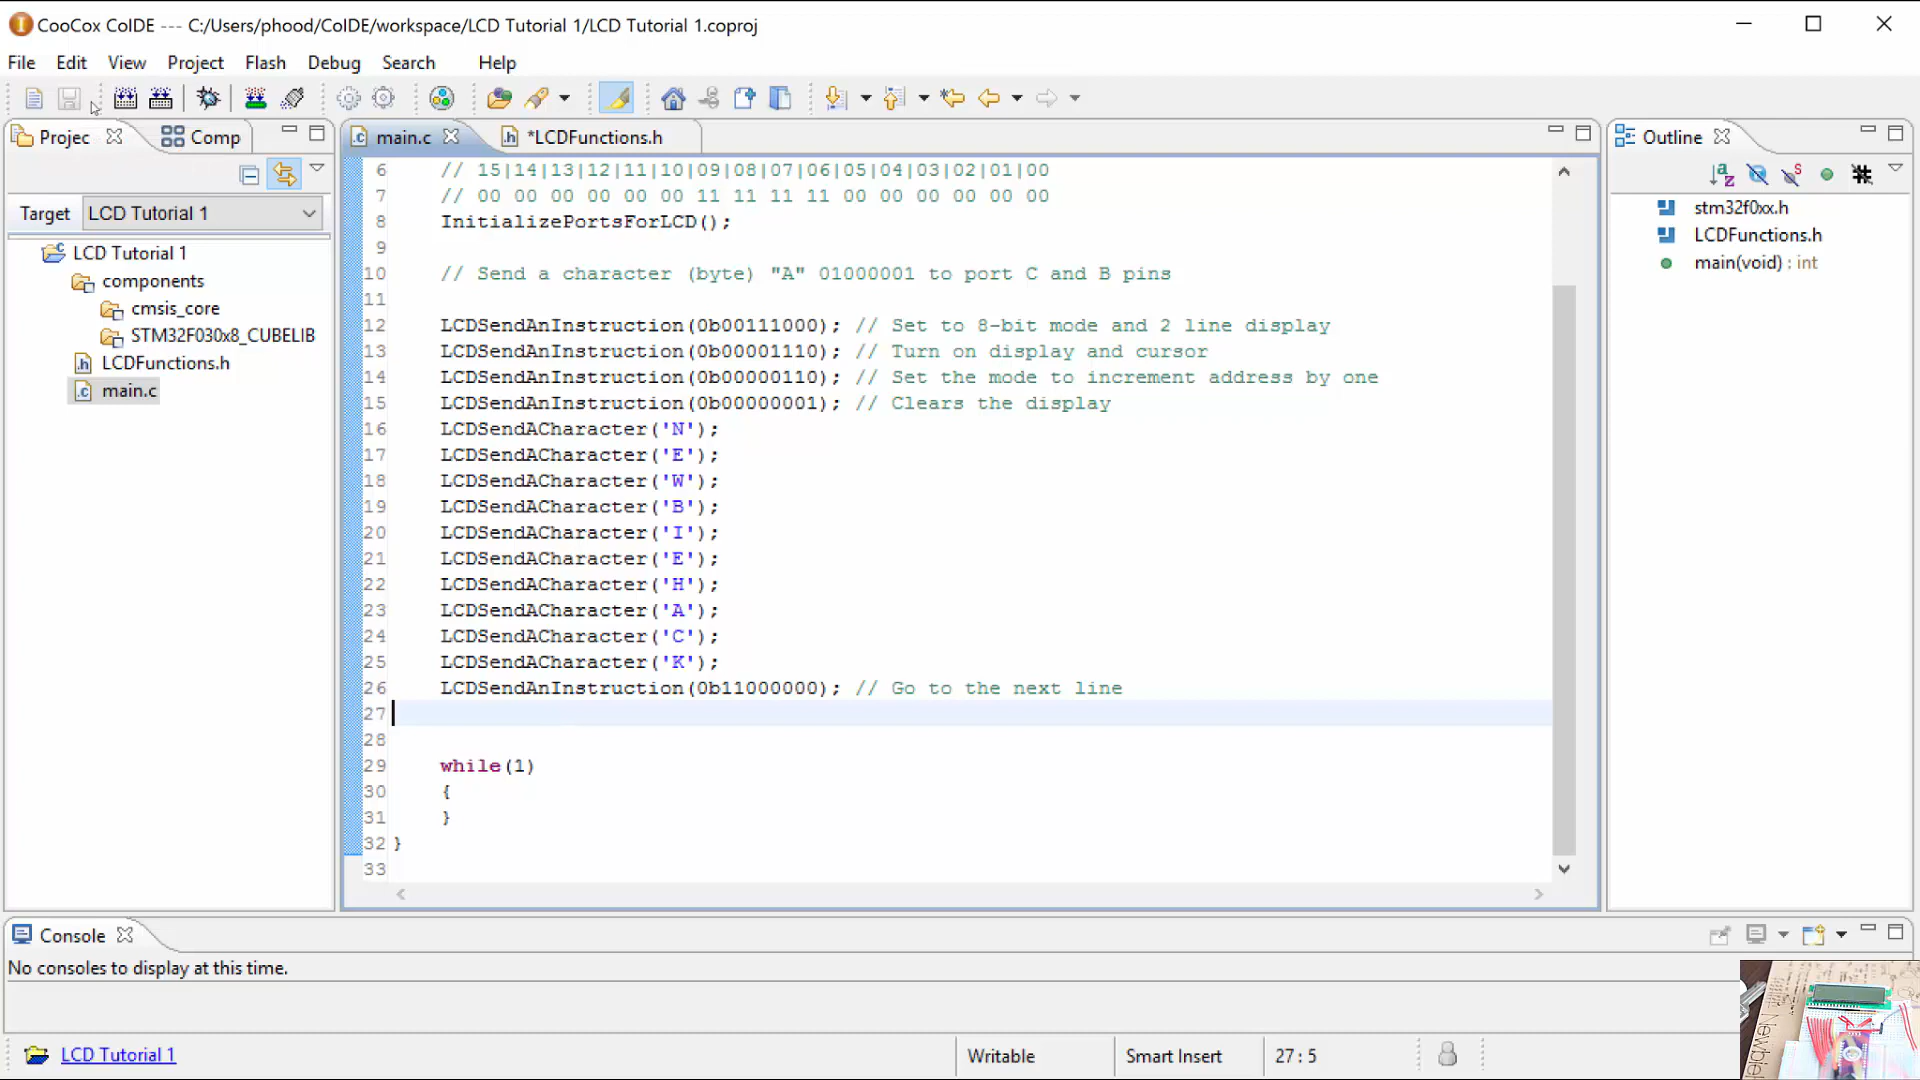 CooCox CoIDE --- C:/Users/phood/CoIDE/workspace/LCD Tutorial 1/LCD Tutorial 1.coproj
File Edit View Project Flash Debug Search Help
Projec
Comp
Target LCD Tutorial 1
LCD Tutorial 1
components
cmsis_core
STM32F030x8_CUBELIB
LCDFunctions.h
main.c
main.c
*LCDFunctions.h
6 // 15|14|13|12|11|10|09|08|07|06|05|04|03|02|01|00
7 // 00 00 00 00 00 00 11 11 11 11 00 00 00 00 00 00
8 InitializePortsForLCD();
9
10 // Send a character (byte) "A" 01000001 to port C and B pins
11
12 LCDSendAnInstruction(0b00111000); // Set to 8-bit mode and 2 line display
13 LCDSendAnInstruction(0b00001110); // Turn on display and cursor
14 LCDSendAnInstruction(0b00000110); // Set the mode to increment address by one
15 LCDSendAnInstruction(0b00000001); // Clears the display
16 LCDSendACharacter('N');
17 LCDSendACharacter('E');
18 LCDSendACharacter('W');
19 LCDSendACharacter('B');
20 LCDSendACharacter('I');
21 LCDSendACharacter('E');
22 LCDSendACharacter('H');
23 LCDSendACharacter('A');
24 LCDSendACharacter('C');
25 LCDSendACharacter('K');
26 LCDSendAnInstruction(0b11000000); // Go to the next line
27
28
29 while(1)
30 {
31 }
32 }
33
Outline
stm32f0xx.h
LCDFunctions.h
main(void) : int
Console
No consoles to display at this time.
LCD Tutorial 1
Writable
Smart Insert
27 : 5
Newbie